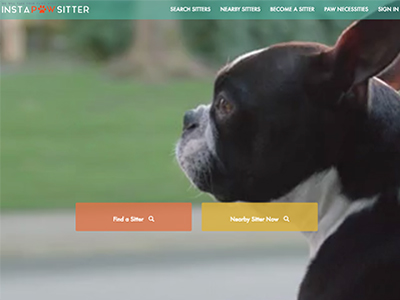 INSTAPAWSITTER
SEARCH SITTERS NEARBY SITTERS BECOME A SITTER PAW NECESSITIES SIGN IN
Find a Sitter
Nearby Sitter Now